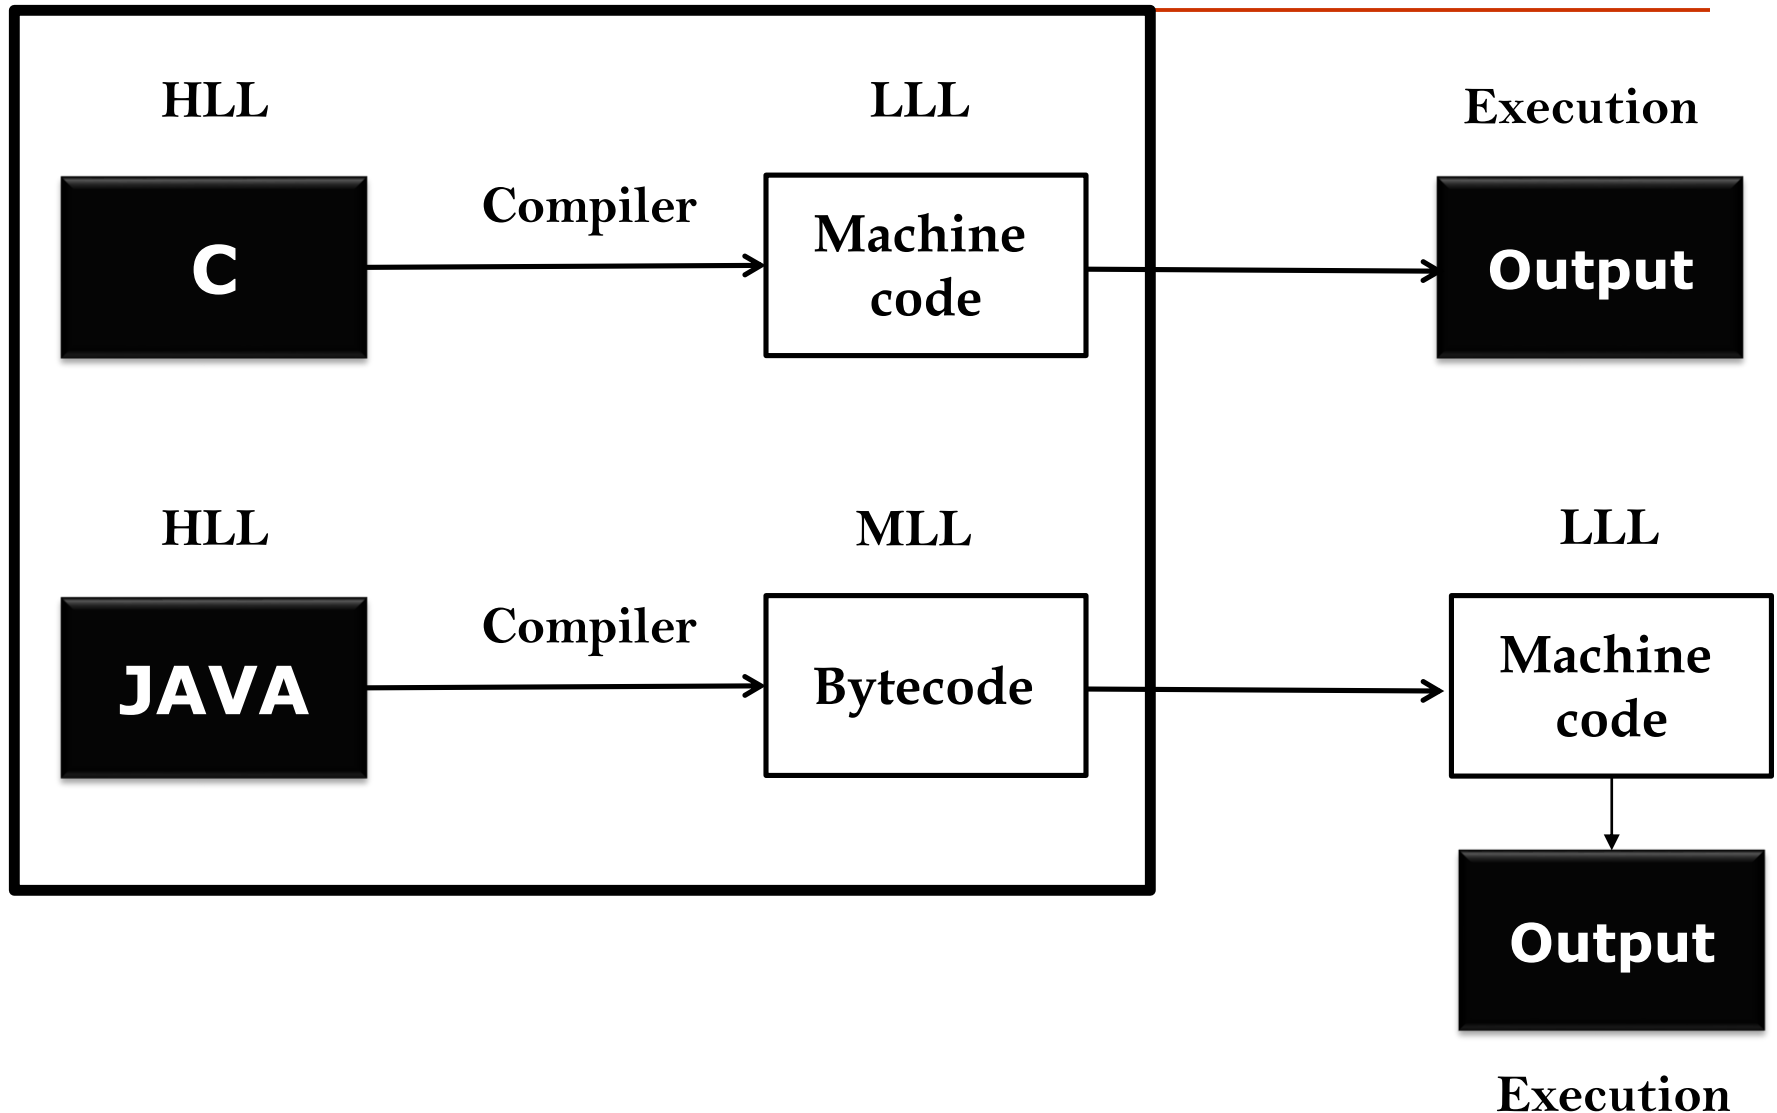 HLL
LLL
Execution
C
Compiler
Machine
code
Output
HLL
MLL
LLL
JAVA
Compiler
Bytecode
Machine
code
Output
Execution